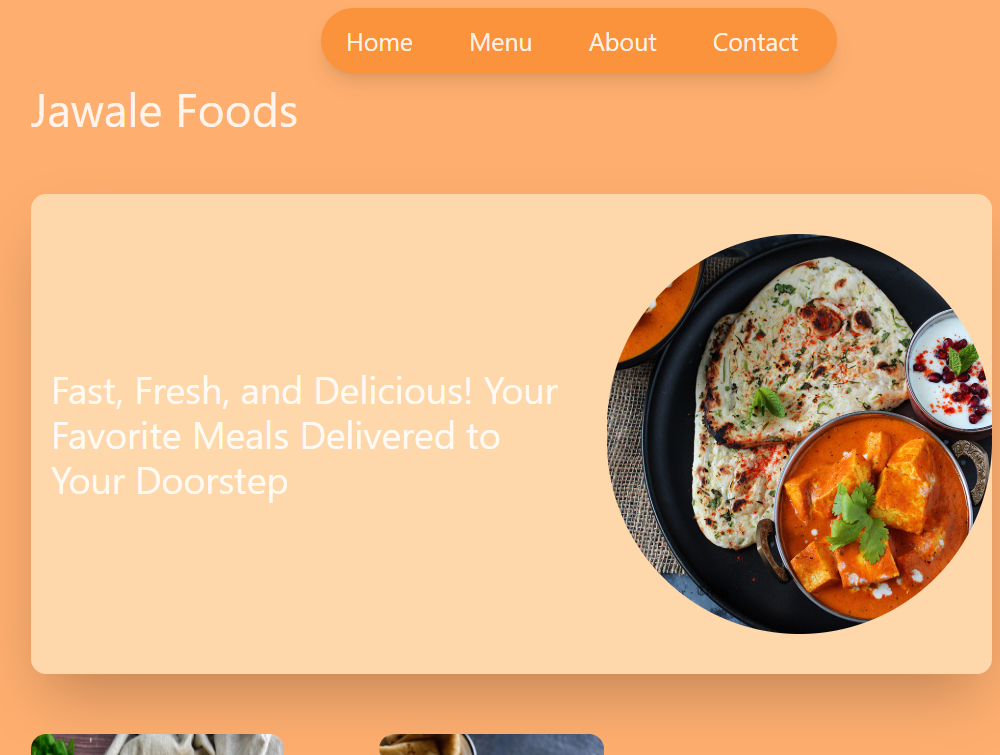 Home Menu About Contact
Jawale Foods
Fast, Fresh, and Delicious! Your
Favorite Meals Delivered to
Your Doorstep